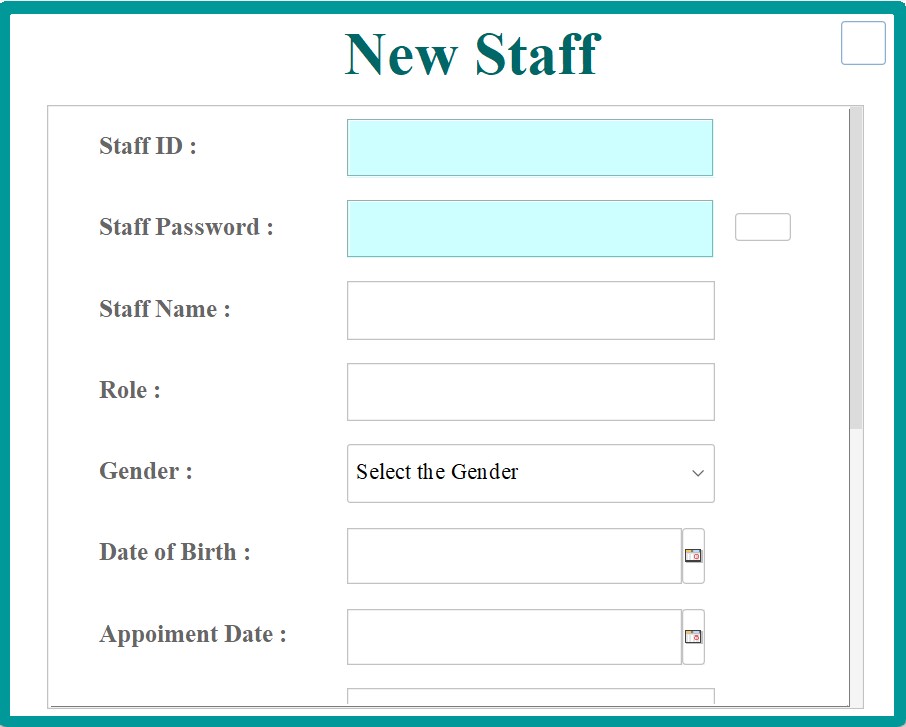 New Staff
Staff ID :
Staff Password :
Staff Name :
Role :
Gender :
Select the Gender
Date of Birth :
Appoiment Date :